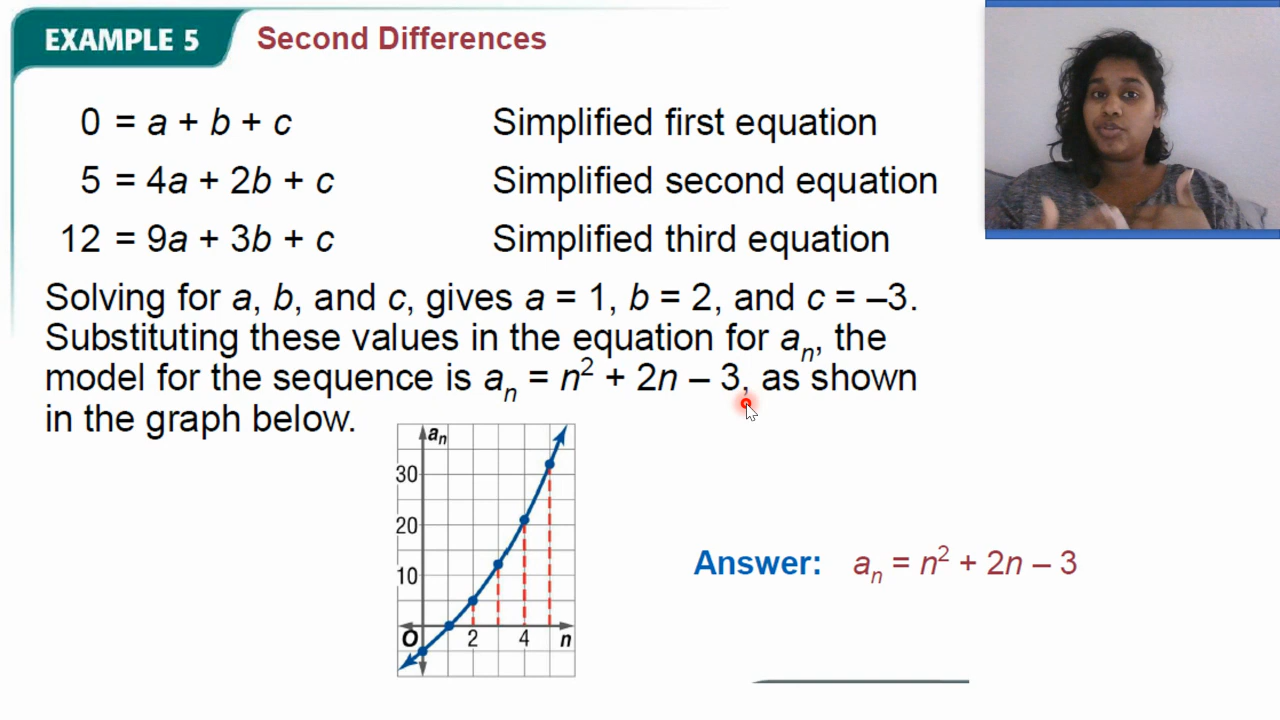 EXAMPLE 5 Second Differences
0 = a + b + c Simplified first equation
5 = 4a + 2b + c Simplified second equation
12 = 9a + 3b + c Simplified third equation
Solving for a, b, and c, gives a = 1, b = 2, and c = –3.
Substituting these values in the equation for aₙ, the
model for the sequence is aₙ = n² + 2n – 3, as shown
in the graph below.
aₙ
30
20
10
O 2 4 n
Answer: aₙ = n² + 2n – 3